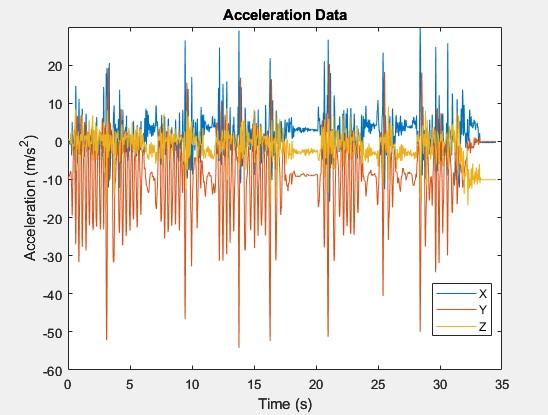 Acceleration Data
Acceleration (m/s²)
20
10
0
-10
-20
-30
-40
-50
-60
0 5 10 15 20 25 30 35
Time (s)
X
Y
Z